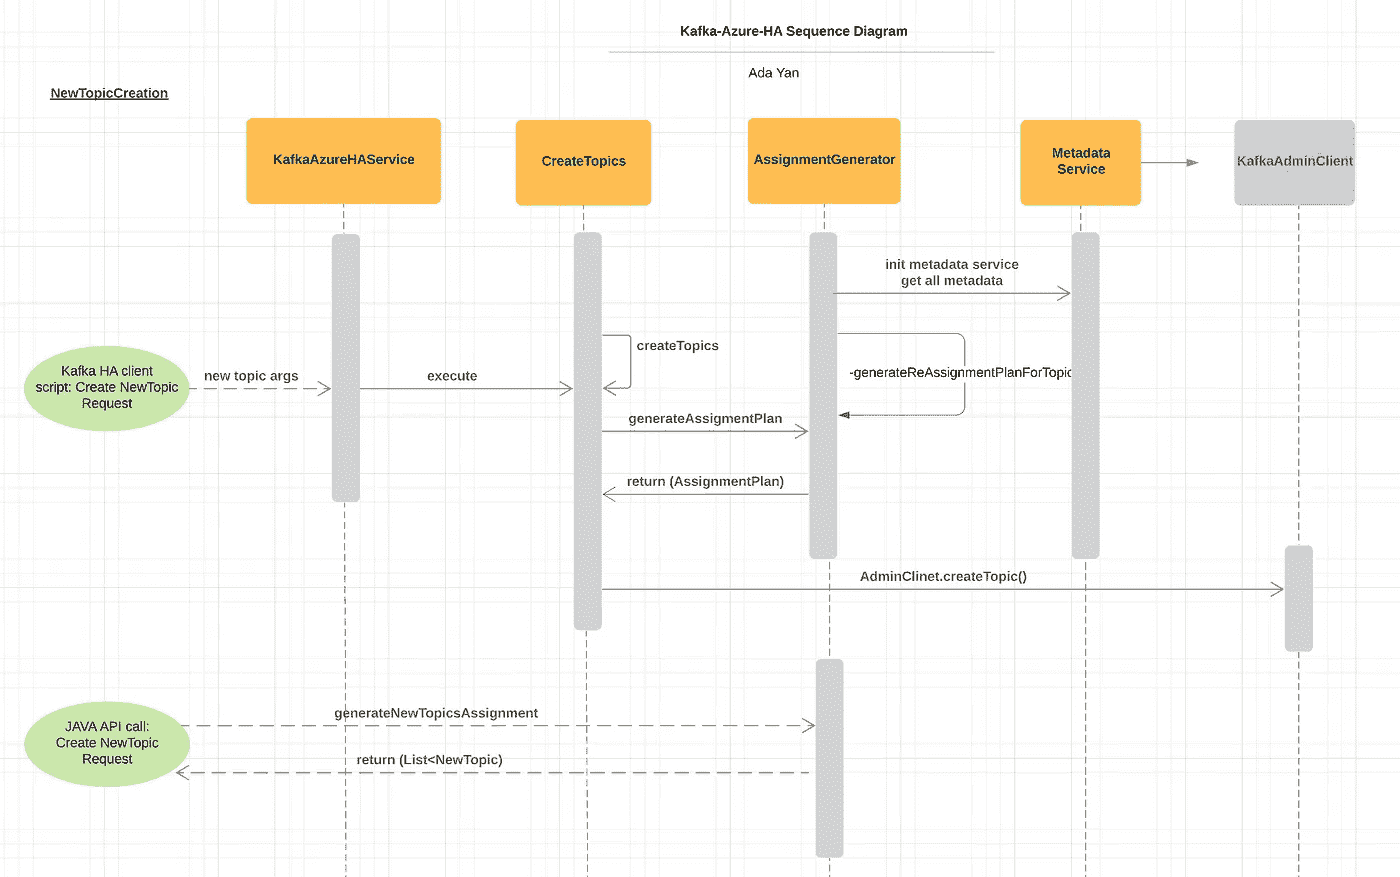 Kafka-Azure-HA Sequence Diagram
Ada Yan
NewTopicCreation
KafkaAzureHAService
CreateTopics
AssignmentGenerator
Metadata
Service
KafkaAdminClient
init metadata service
get all metadata
createTopics
-generateReAssignmentPlanForTopic
Kafka HA client
script: Create NewTopic
Request
new topic args
execute
generateAssigmentPlan
return (AssignmentPlan)
AdminClinet.createTopic()
JAVA API call:
Create NewTopic
Request
generateNewTopicsAssignment
return (List<NewTopic)